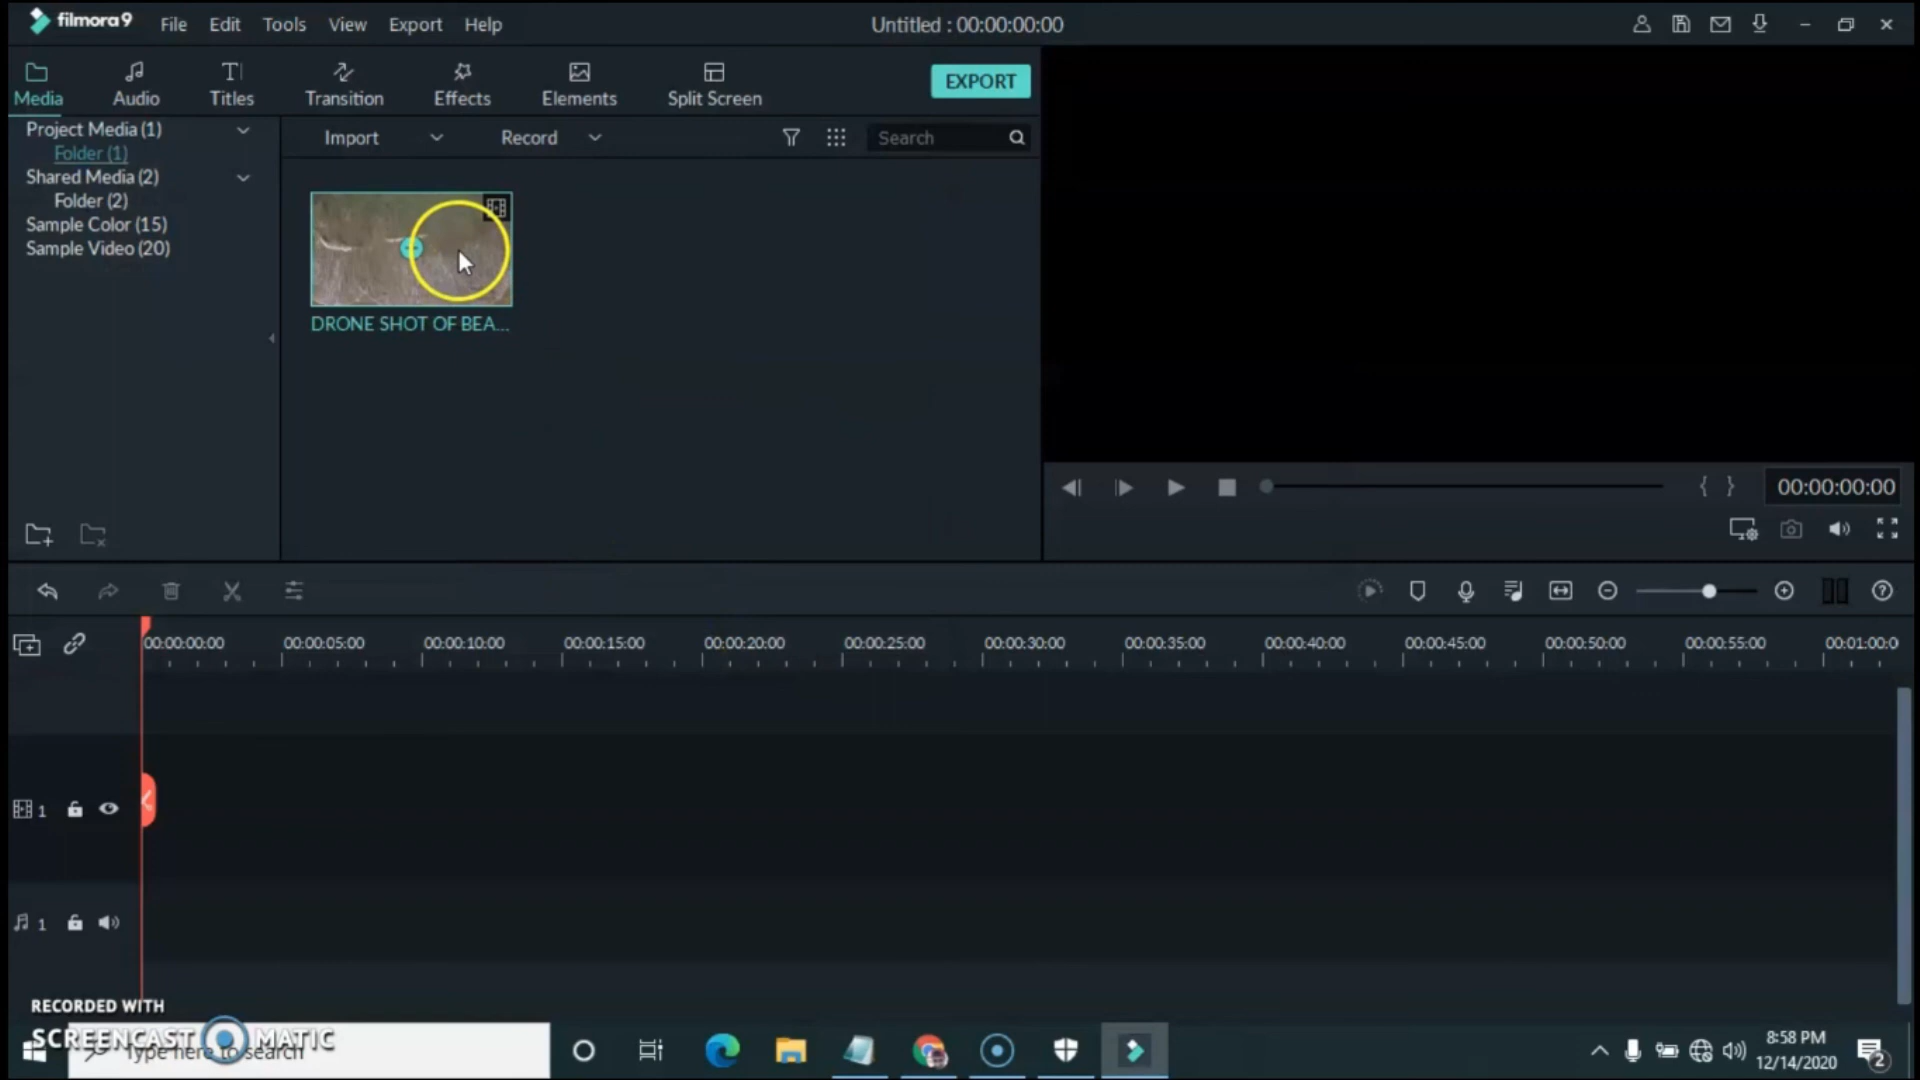 filmora9 File Edit Tools View Export Help Untitled : 00:00:00:00
Media Audio Titles Transition Effects Elements Split Screen EXPORT
Project Media (1)
Folder (1)
Shared Media (2)
Folder (2)
Sample Color (15)
Sample Video (20)
Import Record Search
DRONE SHOT OF BEA...
00:00:00:00
00:00:00:00 00:00:05:00 00:00:10:00 00:00:15:00 00:00:20:00 00:00:25:00 00:00:30:00 00:00:35:00 00:00:40:00 00:00:45:00 00:00:50:00 00:00:55:00 00:01:00:0
1
1
RECORDED WITH
SCREENCAST MATIC
Type here to search
8:58 PM
12/14/2020
2